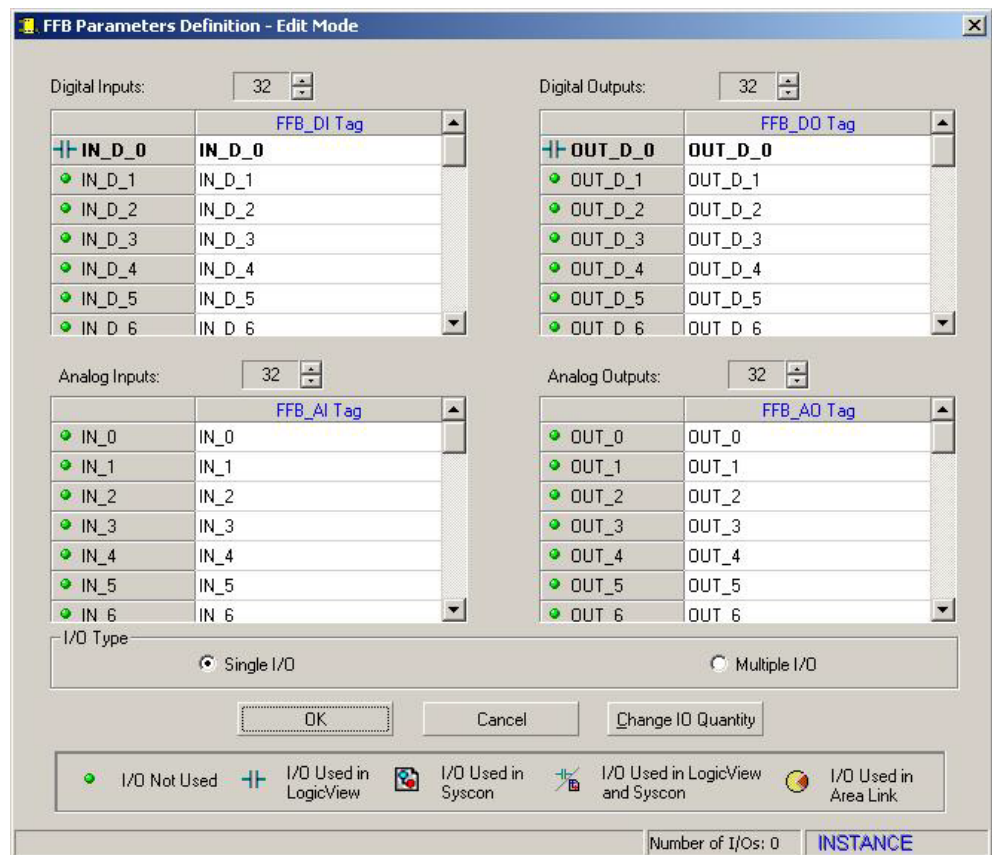 FFB Parameters Definition - Edit Mode
Digital Inputs: 32
FFB_DI Tag
IN_D_0 IN_D_0
IN_D_1 IN_D_1
IN_D_2 IN_D_2
IN_D_3 IN_D_3
IN_D_4 IN_D_4
IN_D_5 IN_D_5
IN_D_6 IN_D_6
Digital Outputs: 32
FFB_DO Tag
OUT_D_0 OUT_D_0
OUT_D_1 OUT_D_1
OUT_D_2 OUT_D_2
OUT_D_3 OUT_D_3
OUT_D_4 OUT_D_4
OUT_D_5 OUT_D_5
OUT_D_6 OUT_D_6
Analog Inputs: 32
FFB_AI Tag
IN_0 IN_0
IN_1 IN_1
IN_2 IN_2
IN_3 IN_3
IN_4 IN_4
IN_5 IN_5
IN_6 IN_6
Analog Outputs: 32
FFB_AO Tag
OUT_0 OUT_0
OUT_1 OUT_1
OUT_2 OUT_2
OUT_3 OUT_3
OUT_4 OUT_4
OUT_5 OUT_5
OUT_6 OUT_6
I/O Type
Single I/O
Multiple I/O
OK
Cancel
Change IO Quantity
I/O Not Used
I/O Used in
LogicView
I/O Used in
Syscon
I/O Used in LogicView
and Syscon
I/O Used in
Area Link
Number of I/Os: 0
INSTANCE